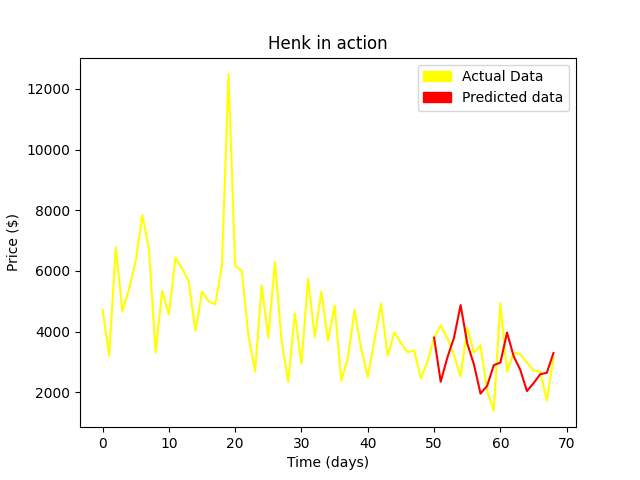 Henk in action
Actual Data
Predicted data
Price ($)
12000
10000
8000
6000
4000
2000
0 10 20 30 40 50 60 70
Time (days)